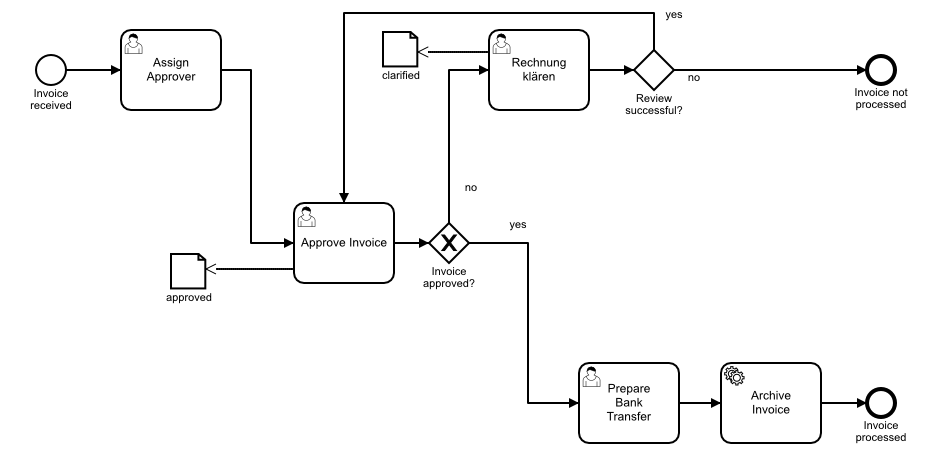 yes
Assign
Approver
Rechnung
klären
clarified
Invoice
received
no
Review
successful?
Invoice not
processed
no
yes
Approve Invoice
Invoice
approved?
approved
Prepare
Bank
Transfer
Archive
Invoice
Invoice
processed